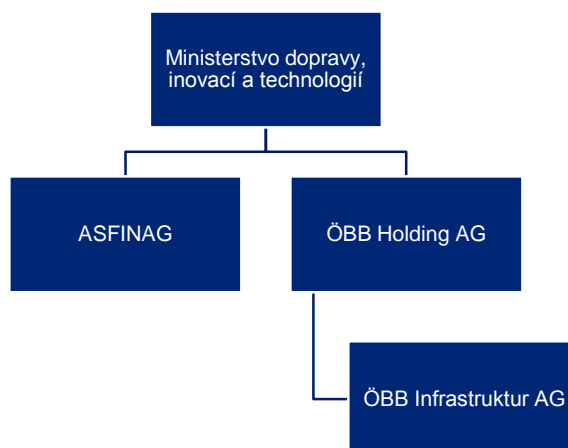 Ministerstvo dopravy,
inovací a technologií
ASFINAG
ÖBB Holding AG
ÖBB Infrastruktur AG